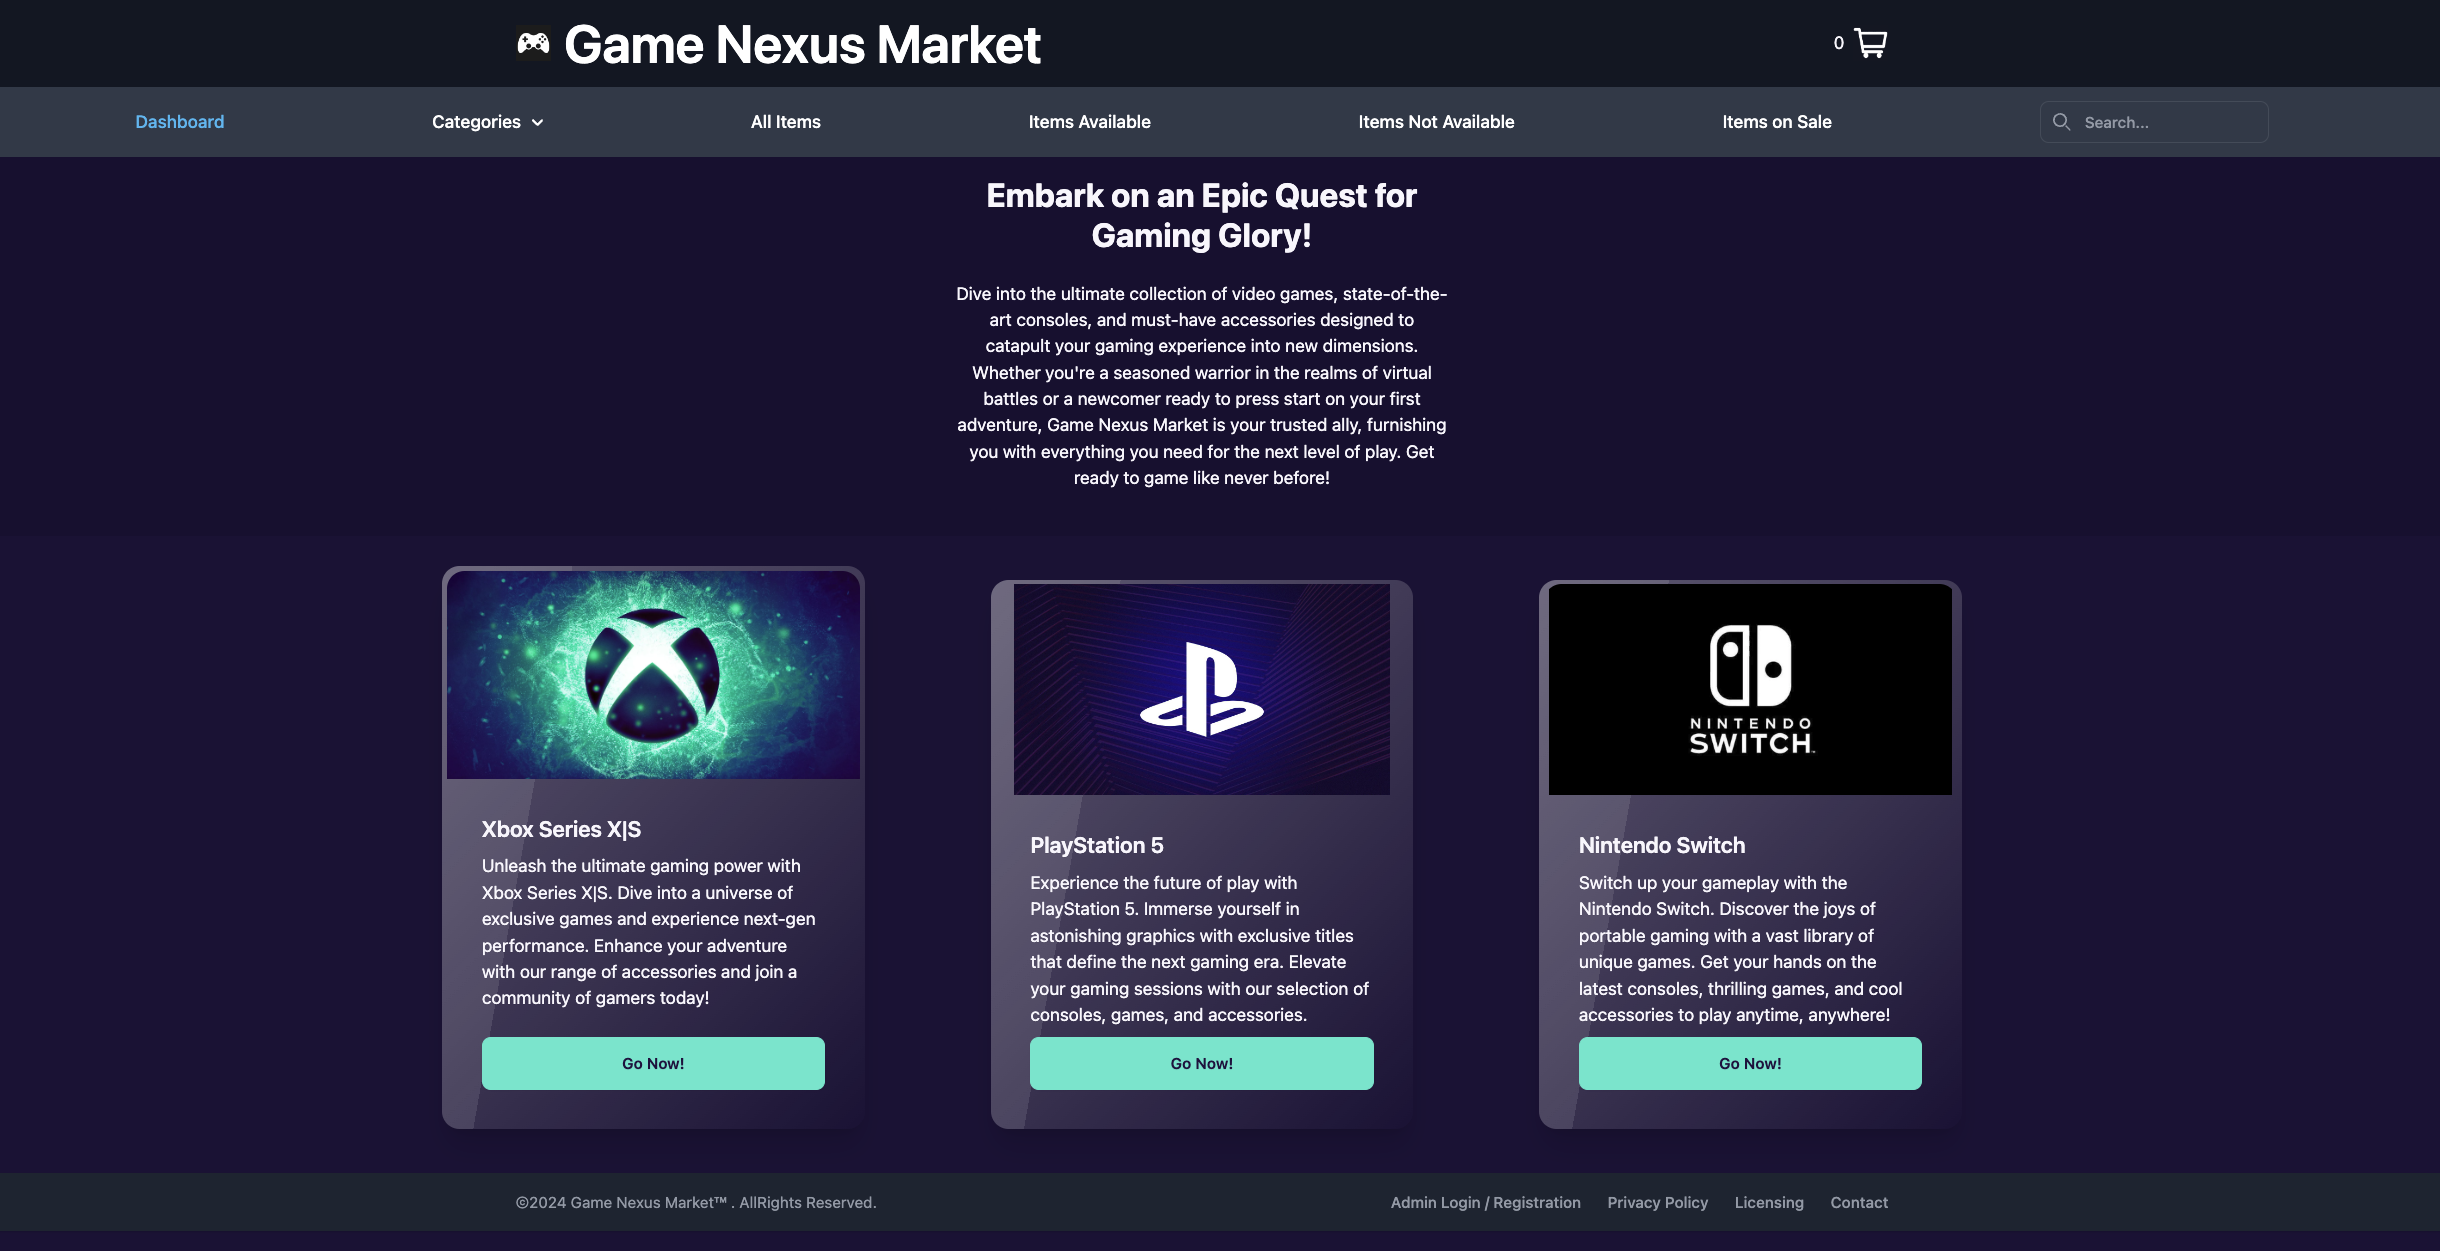 Game Nexus Market
0
Dashboard
Categories
All Items
Items Available
Items Not Available
Items on Sale
Search...
Embark on an Epic Quest for
Gaming Glory!
Dive into the ultimate collection of video games, state-of-the-
art consoles, and must-have accessories designed to
catapult your gaming experience into new dimensions.
Whether you're a seasoned warrior in the realms of virtual
battles or a newcomer ready to press start on your first
adventure, Game Nexus Market is your trusted ally, furnishing
you with everything you need for the next level of play. Get
ready to game like never before!
Xbox Series X|S
Unleash the ultimate gaming power with
Xbox Series X|S. Dive into a universe of
exclusive games and experience next-gen
performance. Enhance your adventure
with our range of accessories and join a
community of gamers today!
Go Now!
PlayStation 5
Experience the future of play with
PlayStation 5. Immerse yourself in
astonishing graphics with exclusive titles
that define the next gaming era. Elevate
your gaming sessions with our selection of
consoles, games, and accessories.
Go Now!
NINTENDO
SWITCH
Nintendo Switch
Switch up your gameplay with the
Nintendo Switch. Discover the joys of
portable gaming with a vast library of
unique games. Get your hands on the
latest consoles, thrilling games, and cool
accessories to play anytime, anywhere!
Go Now!
©2024 Game Nexus Market™ . AllRights Reserved.
Admin Login / Registration
Privacy Policy
Licensing
Contact